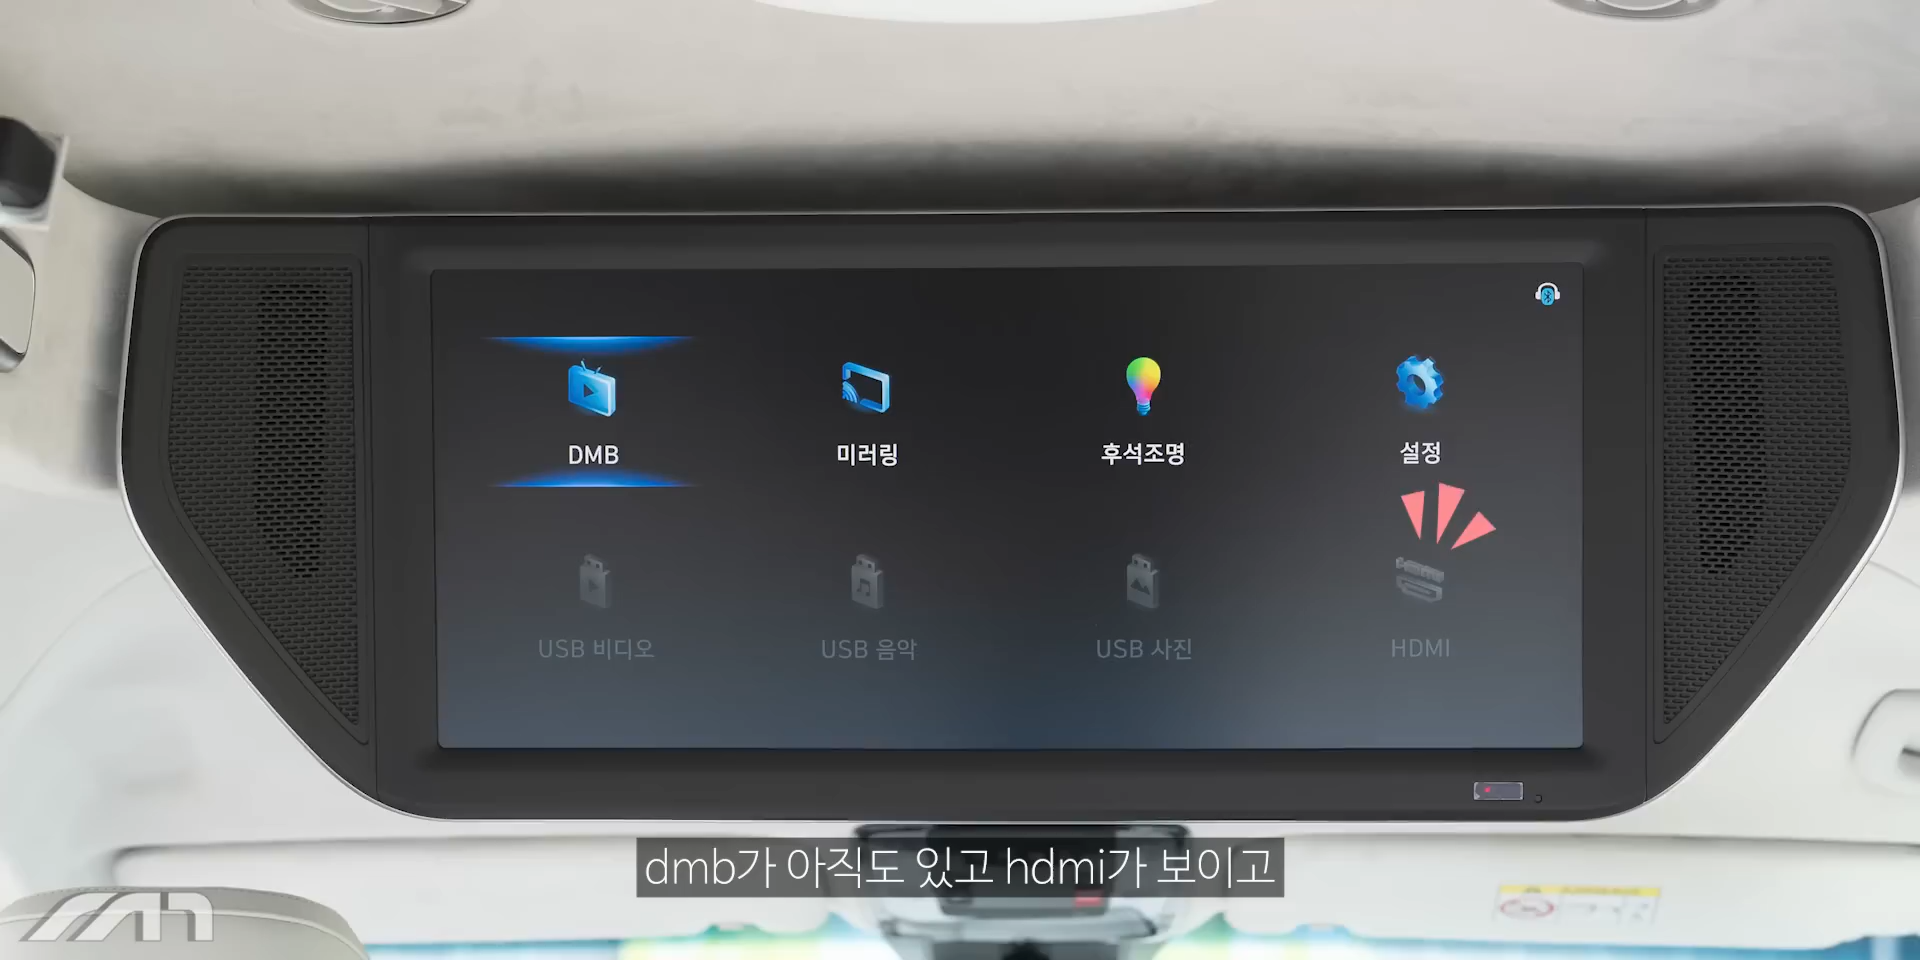 DMB
미러링
후석조명
설정
USB 비디오
USB 음악
USB 사진
HDMI
dmb가 아직도 있고 hdmi가 보이고